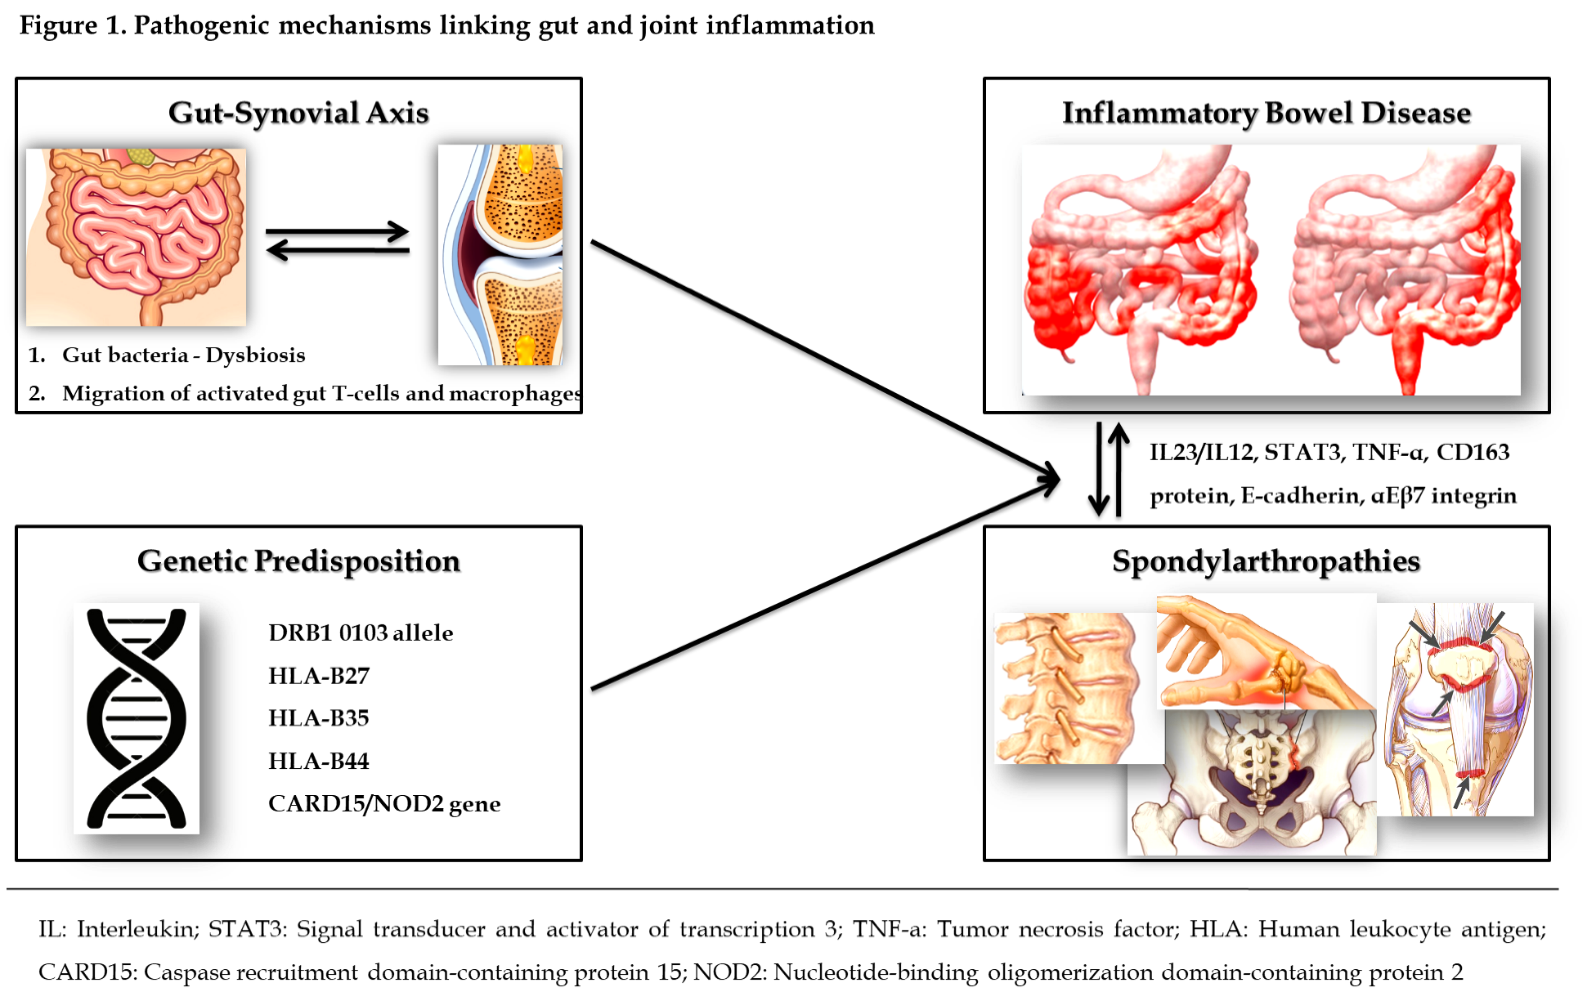 Figure 1. Pathogenic mechanisms linking gut and joint inflammation
Gut-Synovial Axis
1. Gut bacteria - Dysbiosis
2. Migration of activated gut T-cells and macrophages
Inflammatory Bowel Disease
IL23/IL12, STAT3, TNF-α, CD163
protein, E-cadherin, αEβ7 integrin
Genetic Predisposition
DRB1 0103 allele
HLA-B27
HLA-B35
HLA-B44
CARD15/NOD2 gene
Spondylarthropathies
IL: Interleukin; STAT3: Signal transducer and activator of transcription 3; TNF-a: Tumor necrosis factor; HLA: Human leukocyte antigen;
CARD15: Caspase recruitment domain-containing protein 15; NOD2: Nucleotide-binding oligomerization domain-containing protein 2